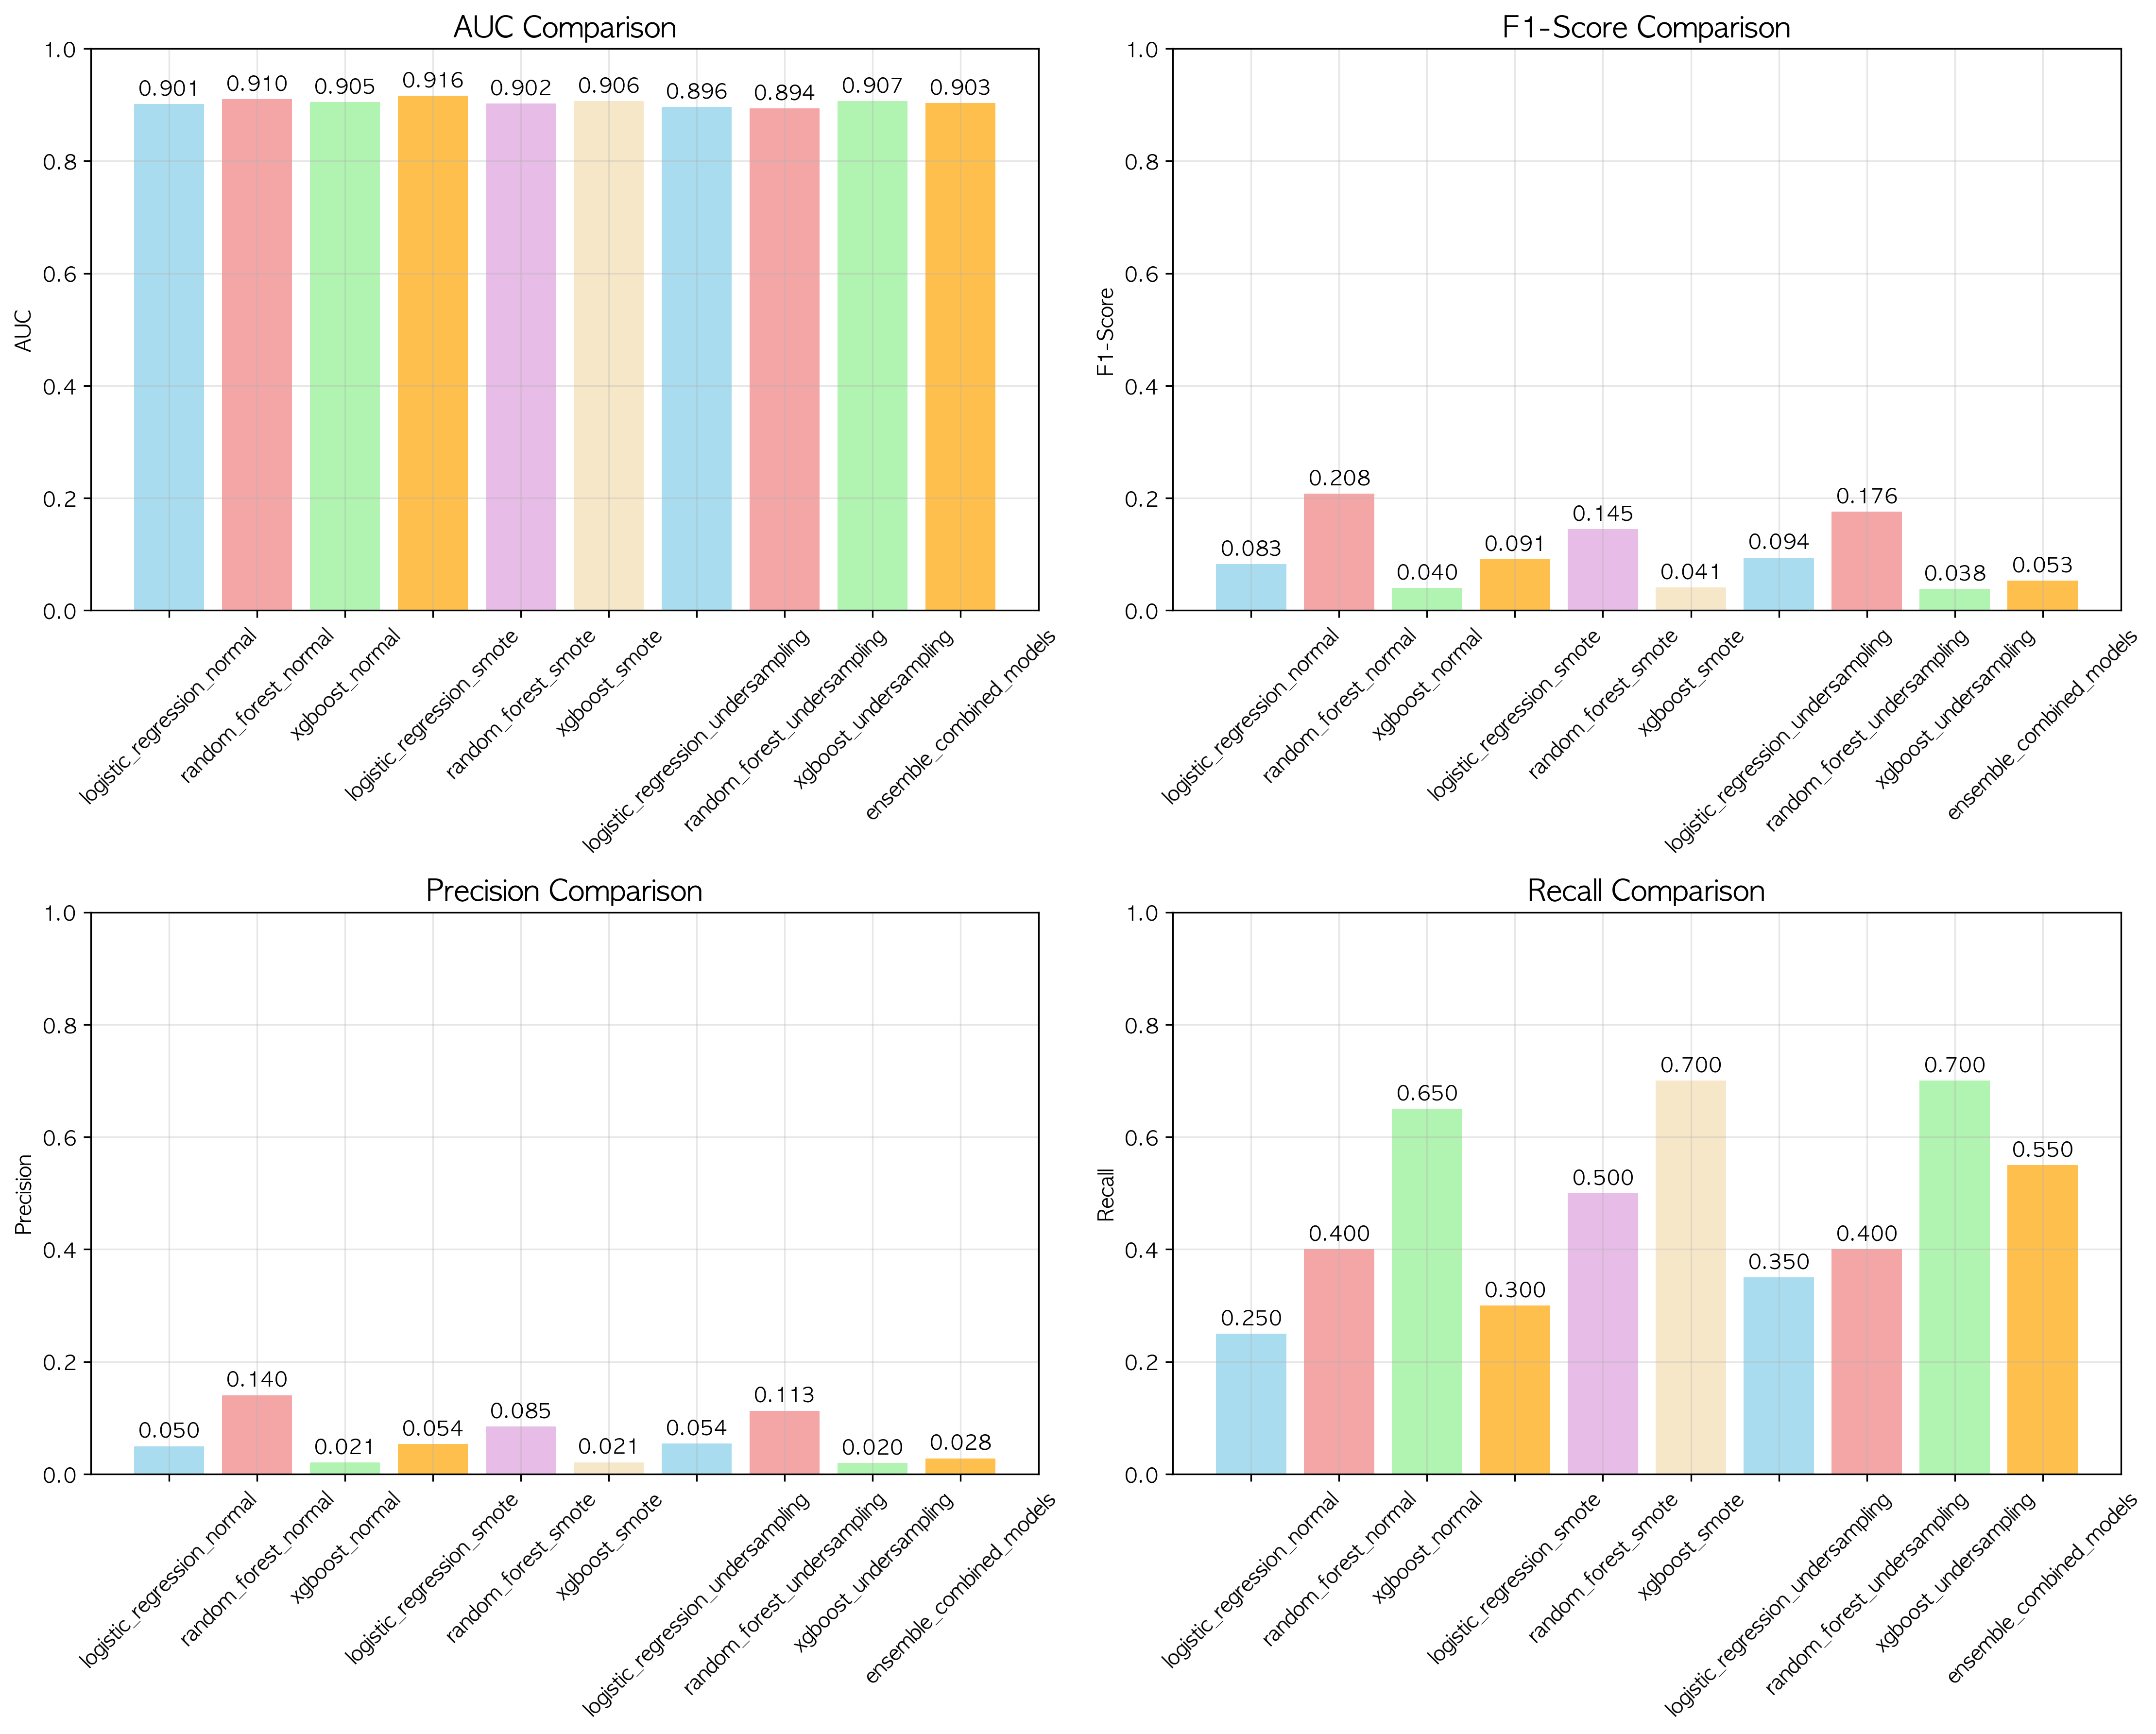 AUC Comparison
1.0
0.8
0.6
0.4
0.2
0.0
AUC
0.901
0.910
0.905
0.916
0.902
0.906
0.896
0.894
0.907
0.903
logistic_regression_normal
random_forest_normal
xgboost_normal
logistic_regression_smote
random_forest_smote
xgboost_smote
logistic_regression_undersampling
random_forest_undersampling
xgboost_undersampling
ensemble_combined_models
F1-Score Comparison
1.0
0.8
0.6
0.4
0.2
0.0
F1-Score
0.083
0.208
0.040
0.091
0.145
0.041
0.094
0.176
0.038
0.053
logistic_regression_normal
random_forest_normal
xgboost_normal
logistic_regression_smote
random_forest_smote
xgboost_smote
logistic_regression_undersampling
random_forest_undersampling
xgboost_undersampling
ensemble_combined_models
Precision Comparison
1.0
0.8
0.6
0.4
0.2
0.0
Precision
0.050
0.140
0.021
0.054
0.085
0.021
0.054
0.113
0.020
0.028
logistic_regression_normal
random_forest_normal
xgboost_normal
logistic_regression_smote
random_forest_smote
xgboost_smote
logistic_regression_undersampling
random_forest_undersampling
xgboost_undersampling
ensemble_combined_models
Recall Comparison
1.0
0.8
0.6
0.4
0.2
0.0
Recall
0.250
0.400
0.650
0.300
0.500
0.700
0.350
0.400
0.700
0.550
logistic_regression_normal
random_forest_normal
xgboost_normal
logistic_regression_smote
random_forest_smote
xgboost_smote
logistic_regression_undersampling
random_forest_undersampling
xgboost_undersampling
ensemble_combined_models